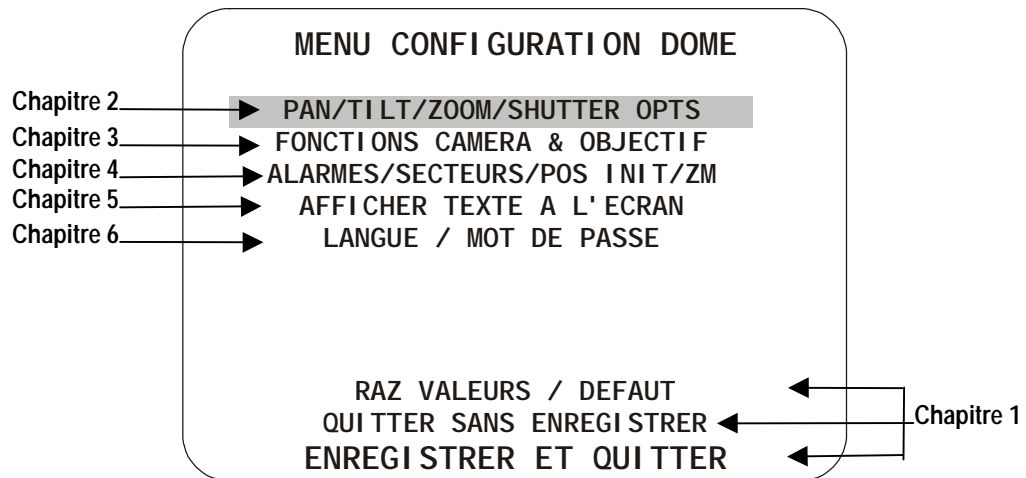 MENU CONFIGURATION DOME
Chapitre 2 PAN/TILT/ZOOM/SHUTTER OPTS
Chapitre 3 FONCTIONS CAMERA & OBJECTIF
Chapitre 4 ALARMES/SECTEURS/POS INIT/ZM
Chapitre 5 AFFICHER TEXTE A L'ECRAN
Chapitre 6 LANGUE / MOT DE PASSE
RAZ VALEURS / DEFAUT
QUITTER SANS ENREGISTRER Chapitre 1
ENREGISTRER ET QUITTER